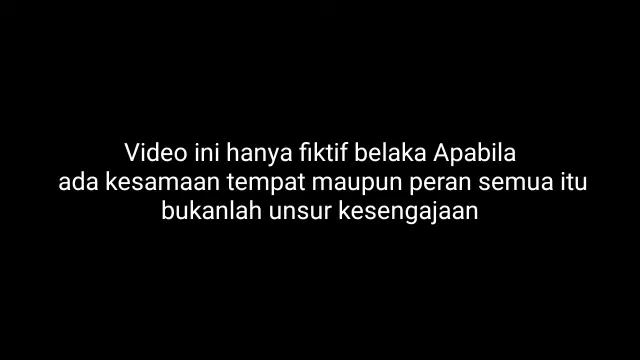 Video ini hanya fiktif belaka Apabila
ada kesamaan tempat maupun peran semua itu
bukanlah unsur kesengajaan